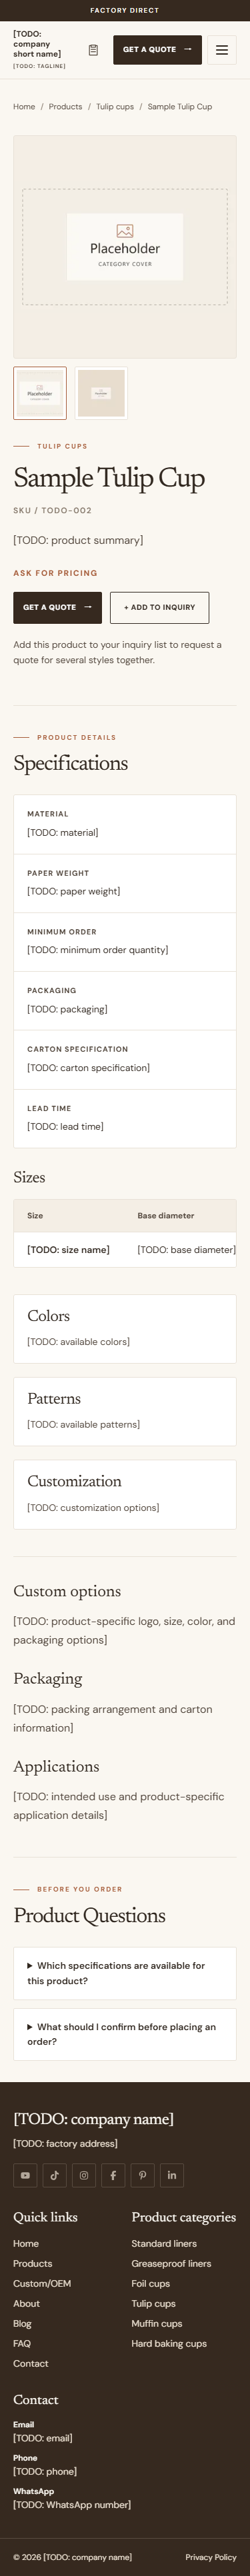 FACTORY DIRECT
[TODO:
company
short name]
[TODO: TAGLINE]
GET A QUOTE →
Home / Products / Tulip cups / Sample Tulip Cup
Placeholder
CATEGORY COVER
Placeholder
TULIP CUPS
Sample Tulip Cup
SKU / TODO-002
[TODO: product summary]
ASK FOR PRICING
GET A QUOTE →
+ ADD TO INQUIRY
Add this product to your inquiry list to request a
quote for several styles together.
PRODUCT DETAILS
Specifications
MATERIAL
[TODO: material]
PAPER WEIGHT
[TODO: paper weight]
MINIMUM ORDER
[TODO: minimum order quantity]
PACKAGING
[TODO: packaging]
CARTON SPECIFICATION
[TODO: carton specification]
LEAD TIME
[TODO: lead time]
Sizes
Size Base diameter
[TODO: size name] [TODO: base diameter]
Colors
[TODO: available colors]
Patterns
[TODO: available patterns]
Customization
[TODO: customization options]
Custom options
[TODO: product-specific logo, size, color, and
packaging options]
Packaging
[TODO: packing arrangement and carton
information]
Applications
[TODO: intended use and product-specific
application details]
BEFORE YOU ORDER
Product Questions
▶ Which specifications are available for
this product?
▶ What should I confirm before placing an
order?
[TODO: company name]
[TODO: factory address]
Quick links
Home
Products
Custom/OEM
About
Blog
FAQ
Contact
Product categories
Standard liners
Greaseproof liners
Foil cups
Tulip cups
Muffin cups
Hard baking cups
Contact
Email
[TODO: email]
Phone
[TODO: phone]
WhatsApp
[TODO: WhatsApp number]
© 2026 [TODO: company name]
Privacy Policy